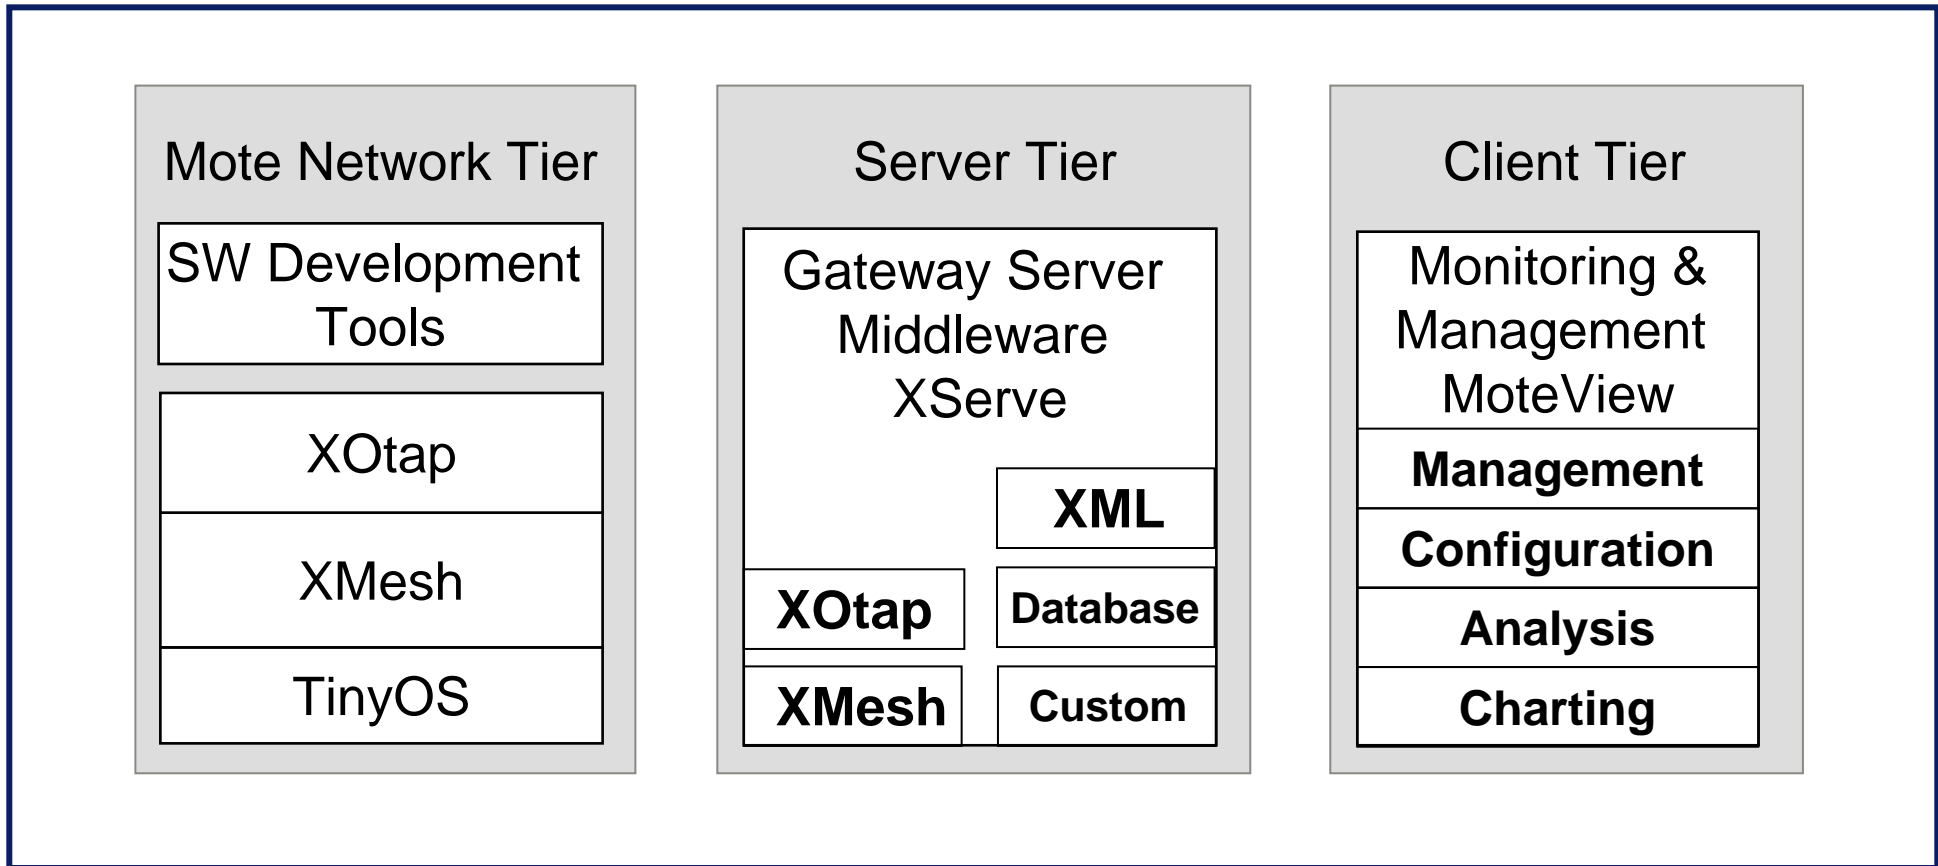 Mote Network Tier
SW Development
Tools
XOtap
XMesh
TinyOS
Server Tier
Gateway Server
Middleware
XServe
XML
XOtap
Database
XMesh
Custom
Client Tier
Monitoring &
Management
MoteView
Management
Configuration
Analysis
Charting